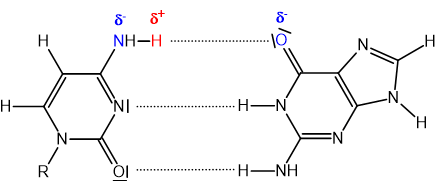 δ⁻ δ⁺ δ⁻
H NH H O N H
H N H N N H
N O R H NH N